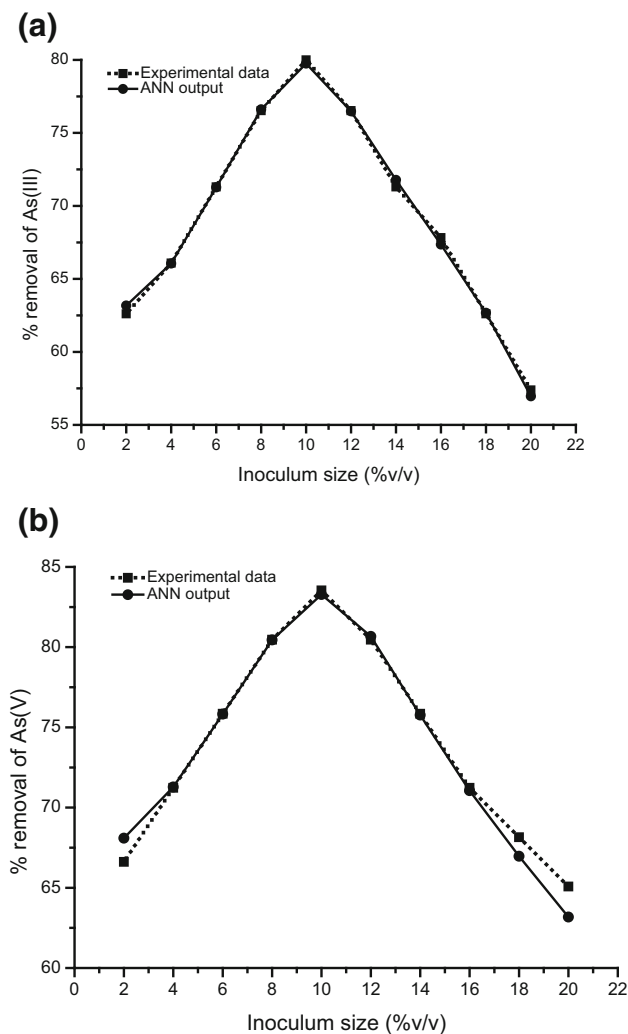 (a)
80
75
70
65
60
55
% removal of As(III)
Experimental data
ANN output
0 2 4 6 8 10 12 14 16 18 20 22
Inoculum size (%v/v)
(b)
85
80
75
70
65
60
% removal of As(V)
Experimental data
ANN output
0 2 4 6 8 10 12 14 16 18 20 22
Inoculum size (%v/v)